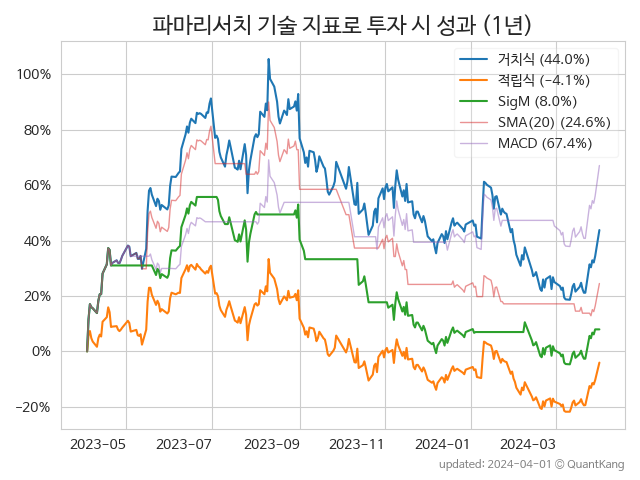 파마리서치 기술 지표로 투자 시 성과 (1년)
거치식 (44.0%)
적립식 (−4.1%)
SigM (8.0%)
SMA(20) (24.6%)
MACD (67.4%)
100%
80%
60%
40%
20%
0%
−20%
2023-05 2023-07 2023-09 2023-11 2024-01 2024-03
updated: 2024-04-01 © QuantKang